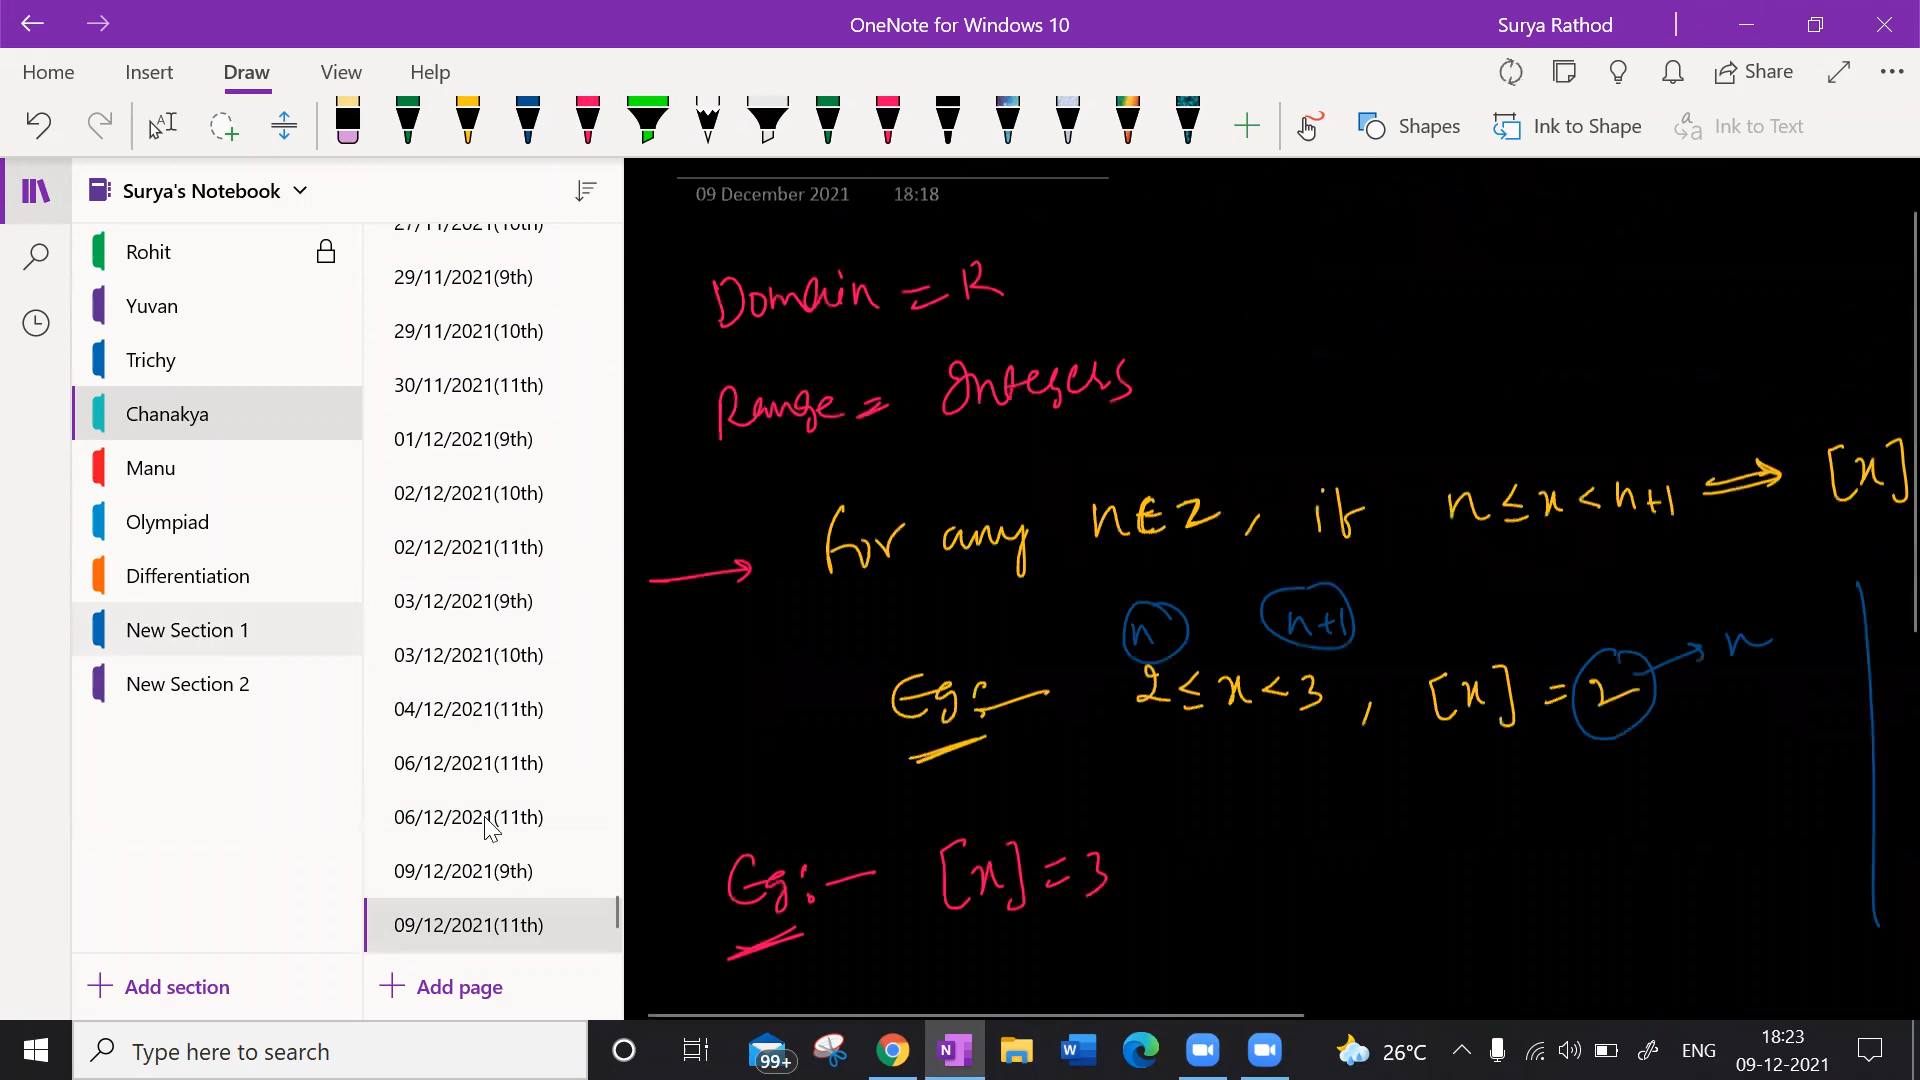 OneNote for Windows 10
Surya Rathod
Home Insert Draw View Help
Share
Shapes Ink to Shape Ink to Text
Surya's Notebook
Rohit
Yuvan
Trichy
Chanakya
Manu
Olympiad
Differentiation
New Section 1
New Section 2
Add section
27/11/2021(10th)
29/11/2021(9th)
29/11/2021(10th)
30/11/2021(11th)
01/12/2021(9th)
02/12/2021(10th)
02/12/2021(11th)
03/12/2021(9th)
03/12/2021(10th)
04/12/2021(11th)
06/12/2021(11th)
06/12/2021(11th)
09/12/2021(9th)
09/12/2021(11th)
Add page
09 December 2021 18:18
Domain = R
Range = Integers
for any n∈Z, if n≤x<n+1 ⟹ [x]
n n+1 n
Eg:— 2≤x<3, [x]=2
Eg:— [x]=3
Type here to search
99+
26°C
ENG
18:23
09-12-2021